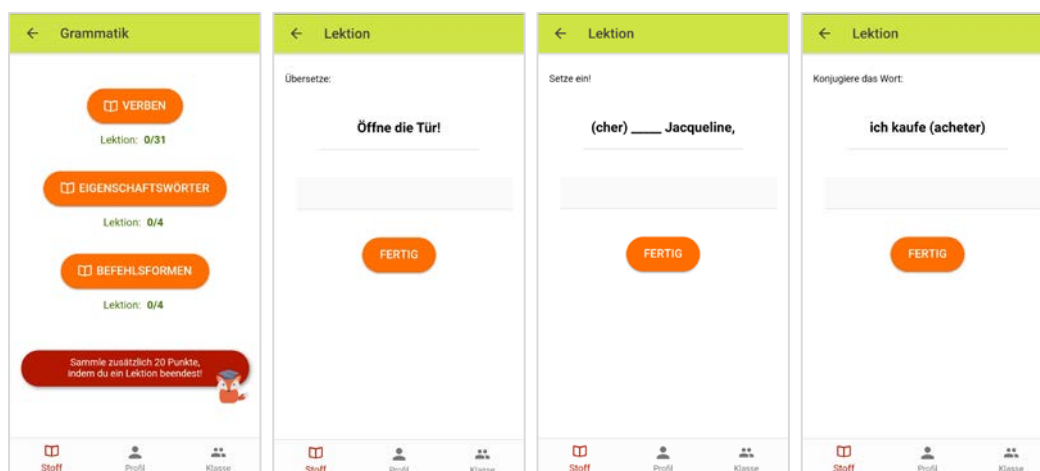 Grammatik
VERBEN
Lektion: 0/31
EIGENSCHAFTSWÖRTER
Lektion: 0/4
BEFEHLSFORMEN
Lektion: 0/4
Sammle zusätzlich 20 Punkte,
indem du ein Lektion beendest!
Stoff Profil Klasse
Lektion
Übersetze:
Öffne die Tür!
FERTIG
Stoff Profil Klasse
Lektion
Setze ein!
(cher) ____ Jacqueline,
FERTIG
Stoff Profil Klasse
Lektion
Konjugiere das Wort:
ich kaufe (acheter)
FERTIG
Stoff Profil Klasse